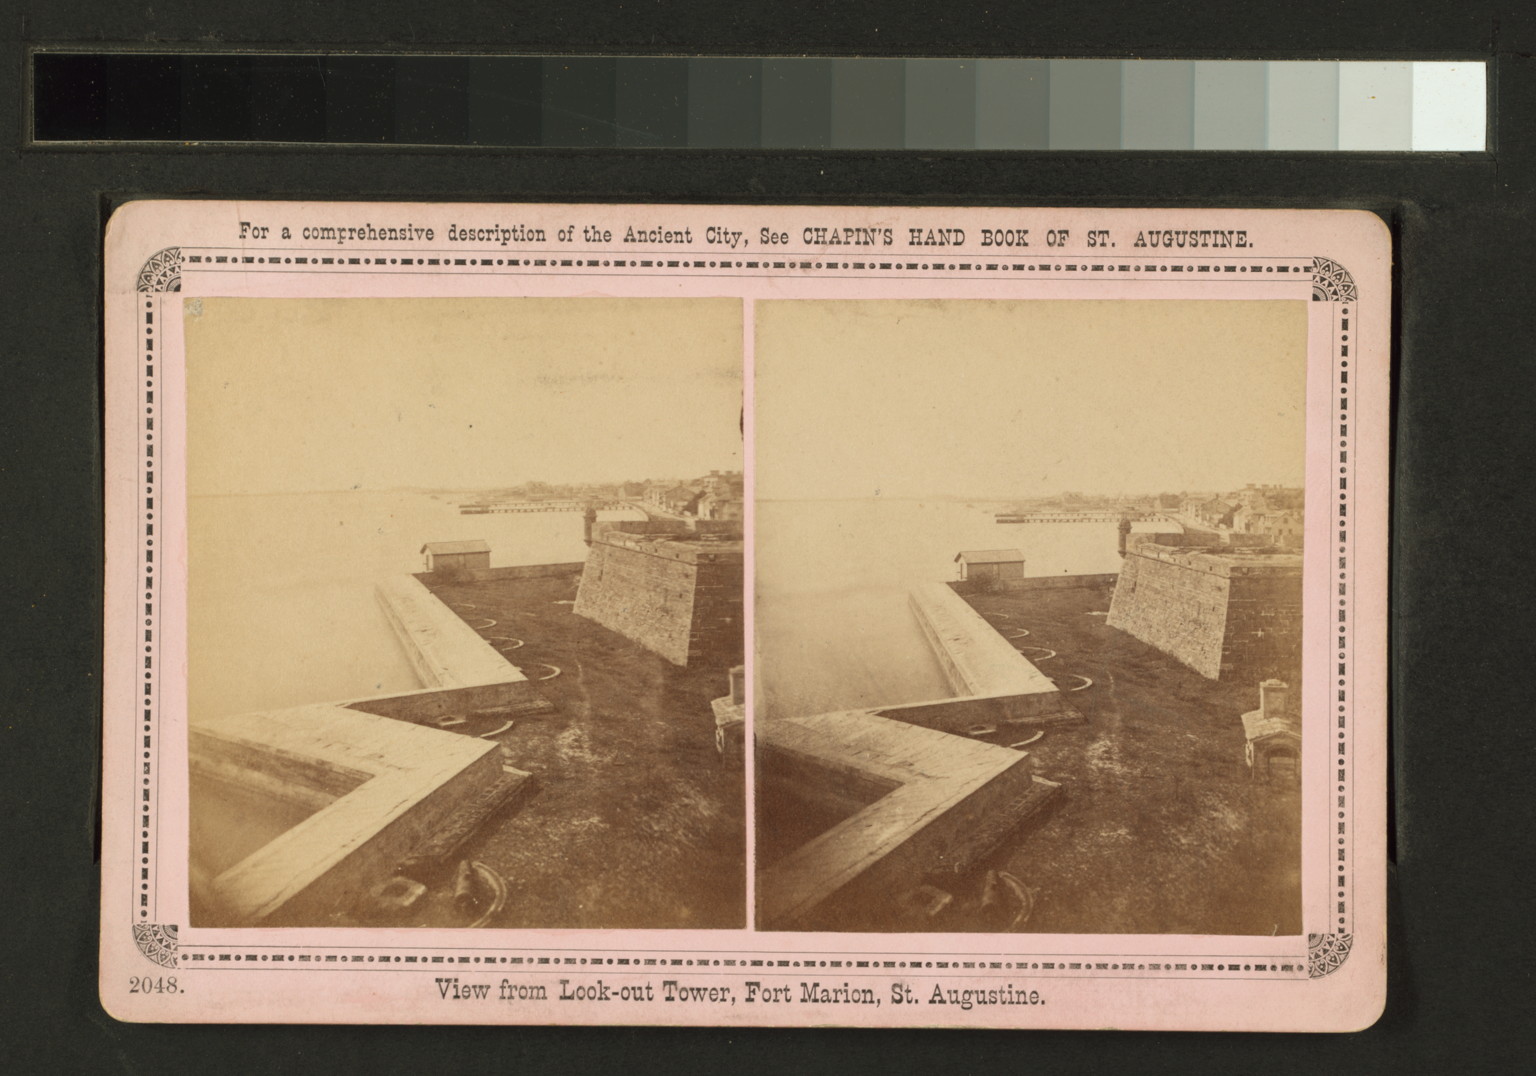 For a comprehensive description of the Ancient City, See CHAPIN'S HAND BOOK OF ST. AUGUSTINE.
2048.
View from Look-out Tower, Fort Marion, St. Augustine.